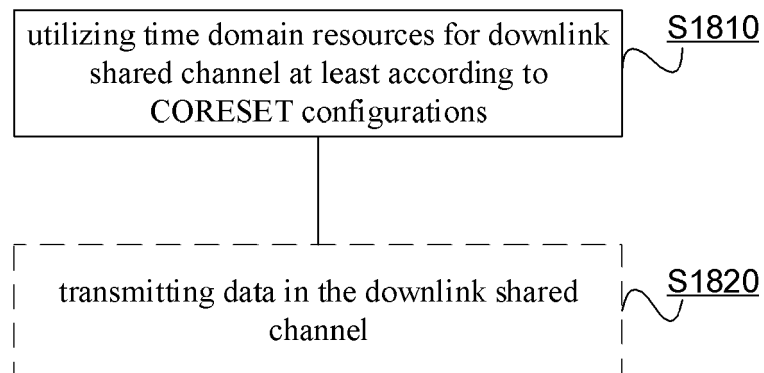 utilizing time domain resources for downlink
shared channel at least according to
CORESET configurations
S1810
transmitting data in the downlink shared
channel
S1820